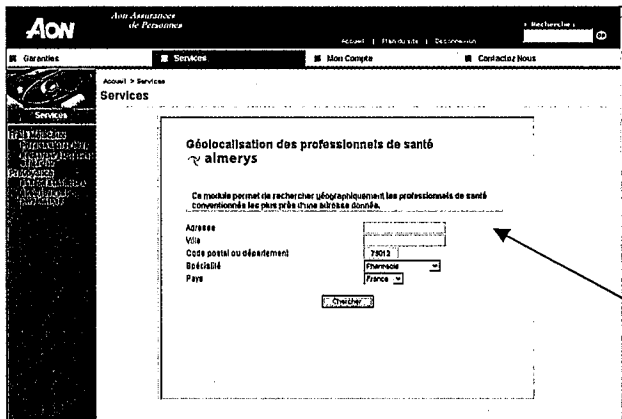 AON
Aon Assurances
de Personnes
Accueil | Plan du site | Déconnexion
Recherche :
Garanties
Services
Mon Compte
Contactez Nous
Accueil > Services
Services
Services
Géolocalisation des professionnels de santé
almerys
Ce module permet de rechercher géographiquement les professionnels de santé
conventionnés les plus près d'une adresse donnée.
Adresse
Ville
Code postal ou département
75012
Spécialité
Pharmacie
Pays
France
Chercher